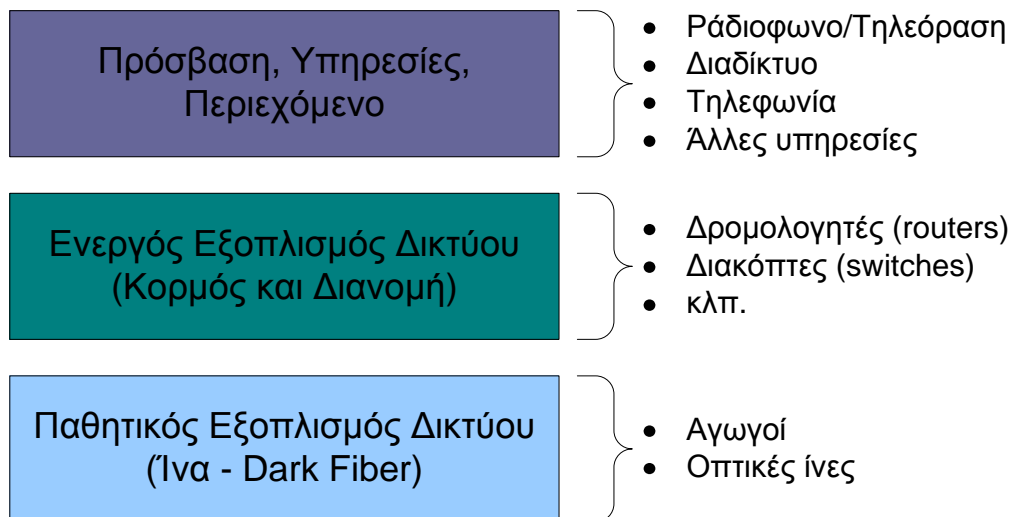 Πρόσβαση, Υπηρεσίες,
Περιεχόμενο
• Ράδιοφωνο/Τηλεόραση
• Διαδίκτυο
• Τηλεφωνία
• Άλλες υπηρεσίες
Ενεργός Εξοπλισμός Δικτύου
(Κορμός και Διανομή)
• Δρομολογητές (routers)
• Διακόπτες (switches)
• κλπ.
Παθητικός Εξοπλισμός Δικτύου
(Ίνα - Dark Fiber)
• Αγωγοί
• Οπτικές ίνες